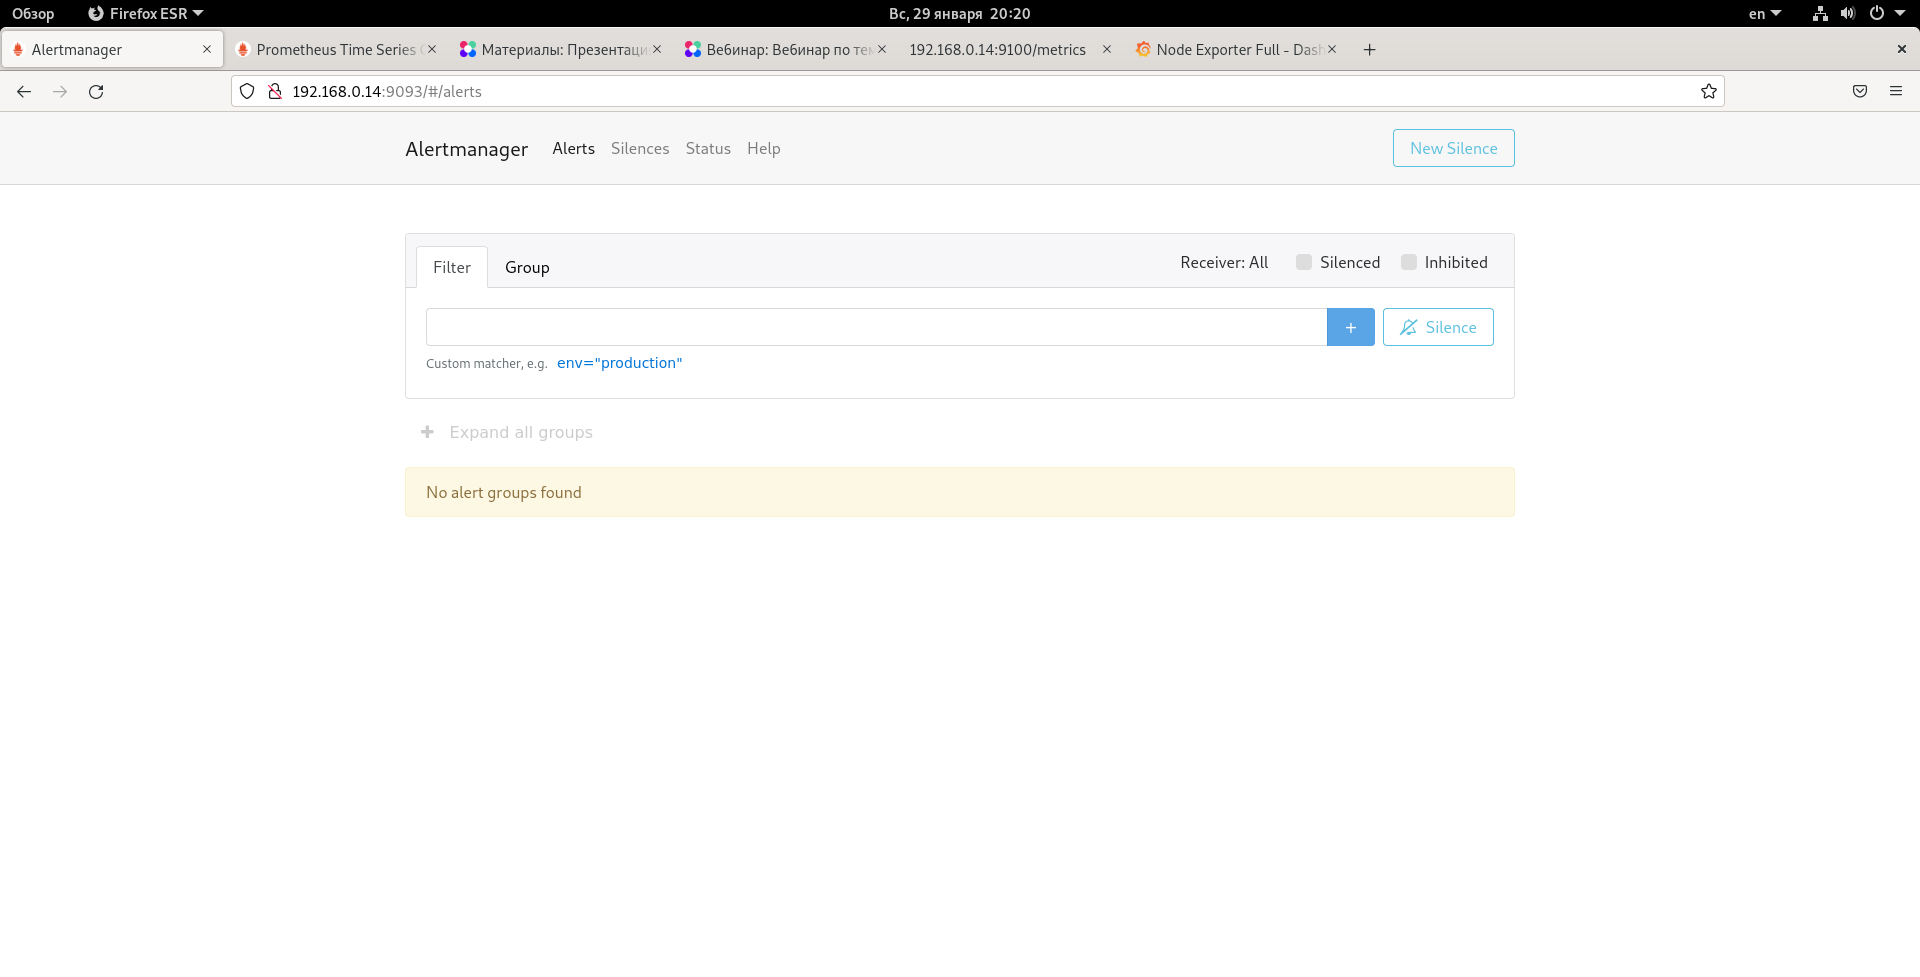 Обзор Firefox ESR Вс, 29 января 20:20 en
Alertmanager Prometheus Time Series Материалы: Презентаци Вебинар: Вебинар по те 192.168.0.14:9100/metrics Node Exporter Full - Dash
192.168.0.14:9093/#/alerts
Alertmanager Alerts Silences Status Help New Silence
Filter Group Receiver: All Silenced Inhibited
+ Silence
Custom matcher, e.g. env="production"
+ Expand all groups
No alert groups found